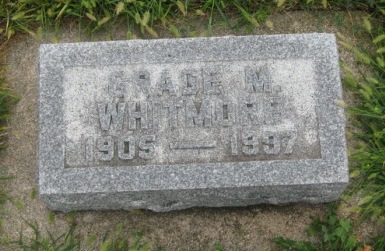 GRACE M.
WHITMORE
1905 — 1997